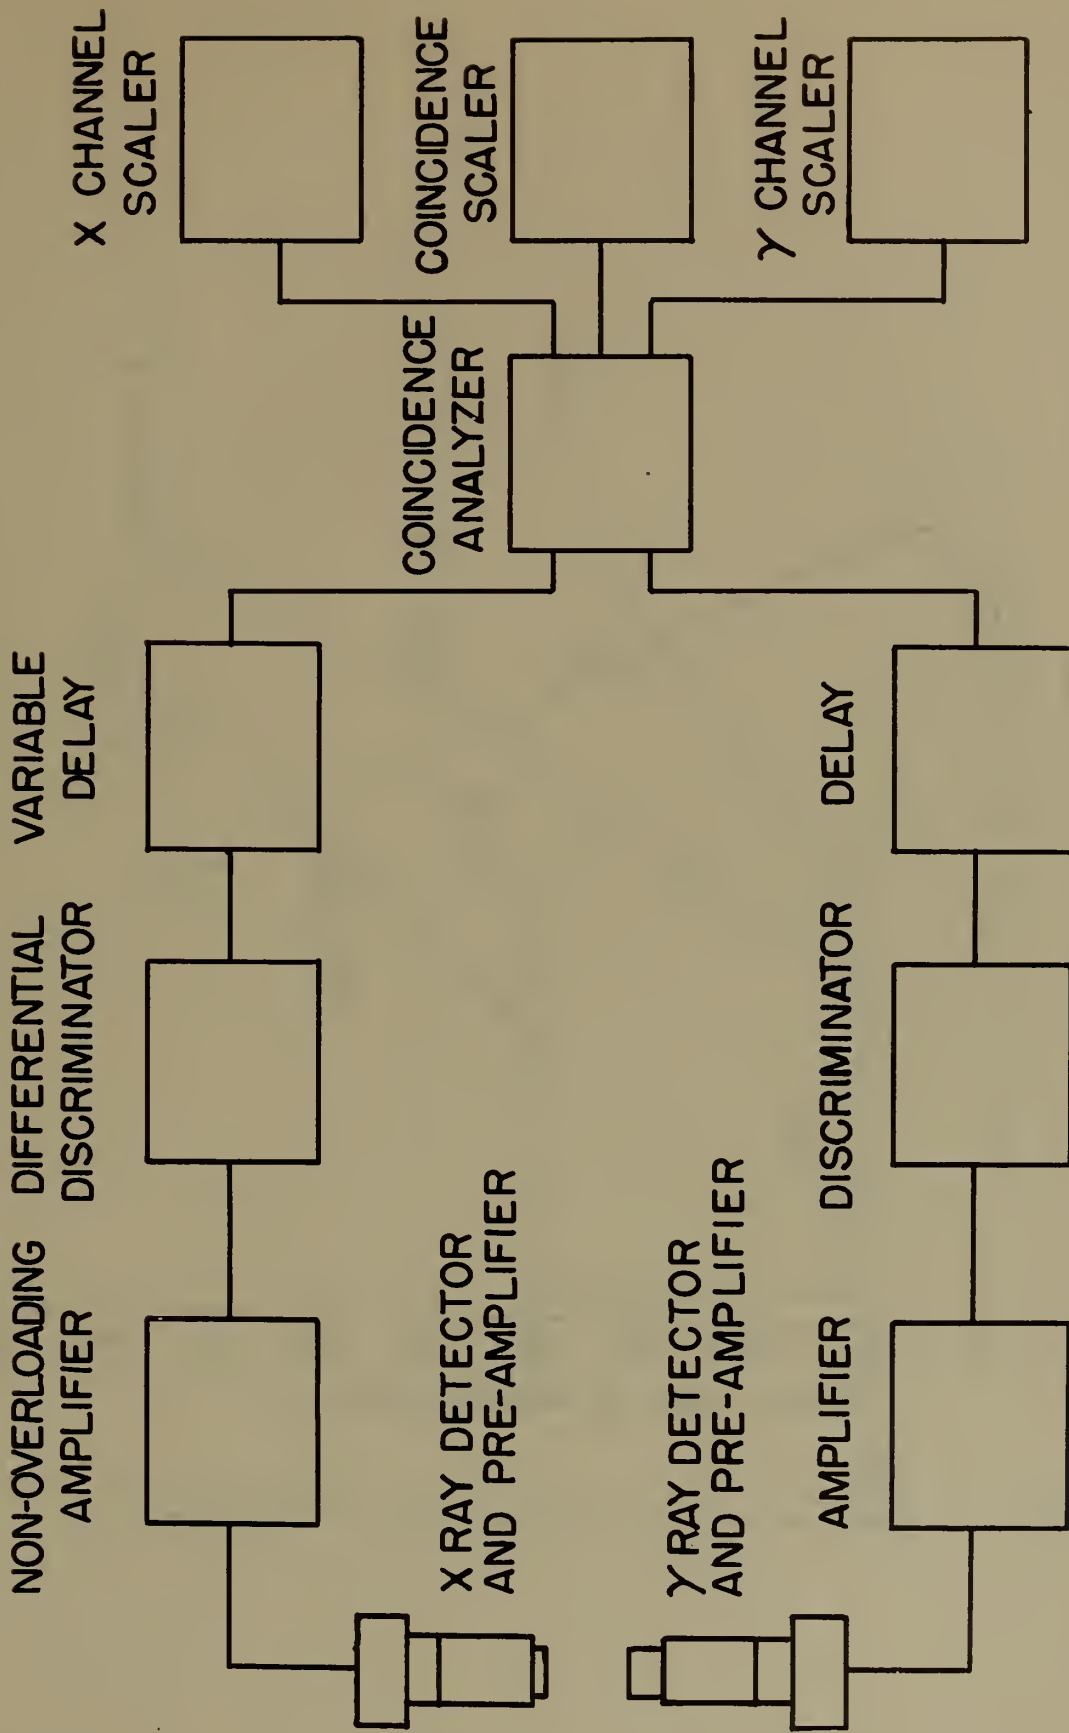 NON-OVERLOADING
AMPLIFIER
DIFFERENTIAL
DISCRIMINATOR
VARIABLE
DELAY
X CHANNEL
SCALER
COINCIDENCE
ANALYZER
COINCIDENCE
SCALER
X RAY DETECTOR
AND PRE-AMPLIFIER
γ RAY DETECTOR
AND PRE-AMPLIFIER
γ CHANNEL
SCALER
AMPLIFIER
DISCRIMINATOR
DELAY